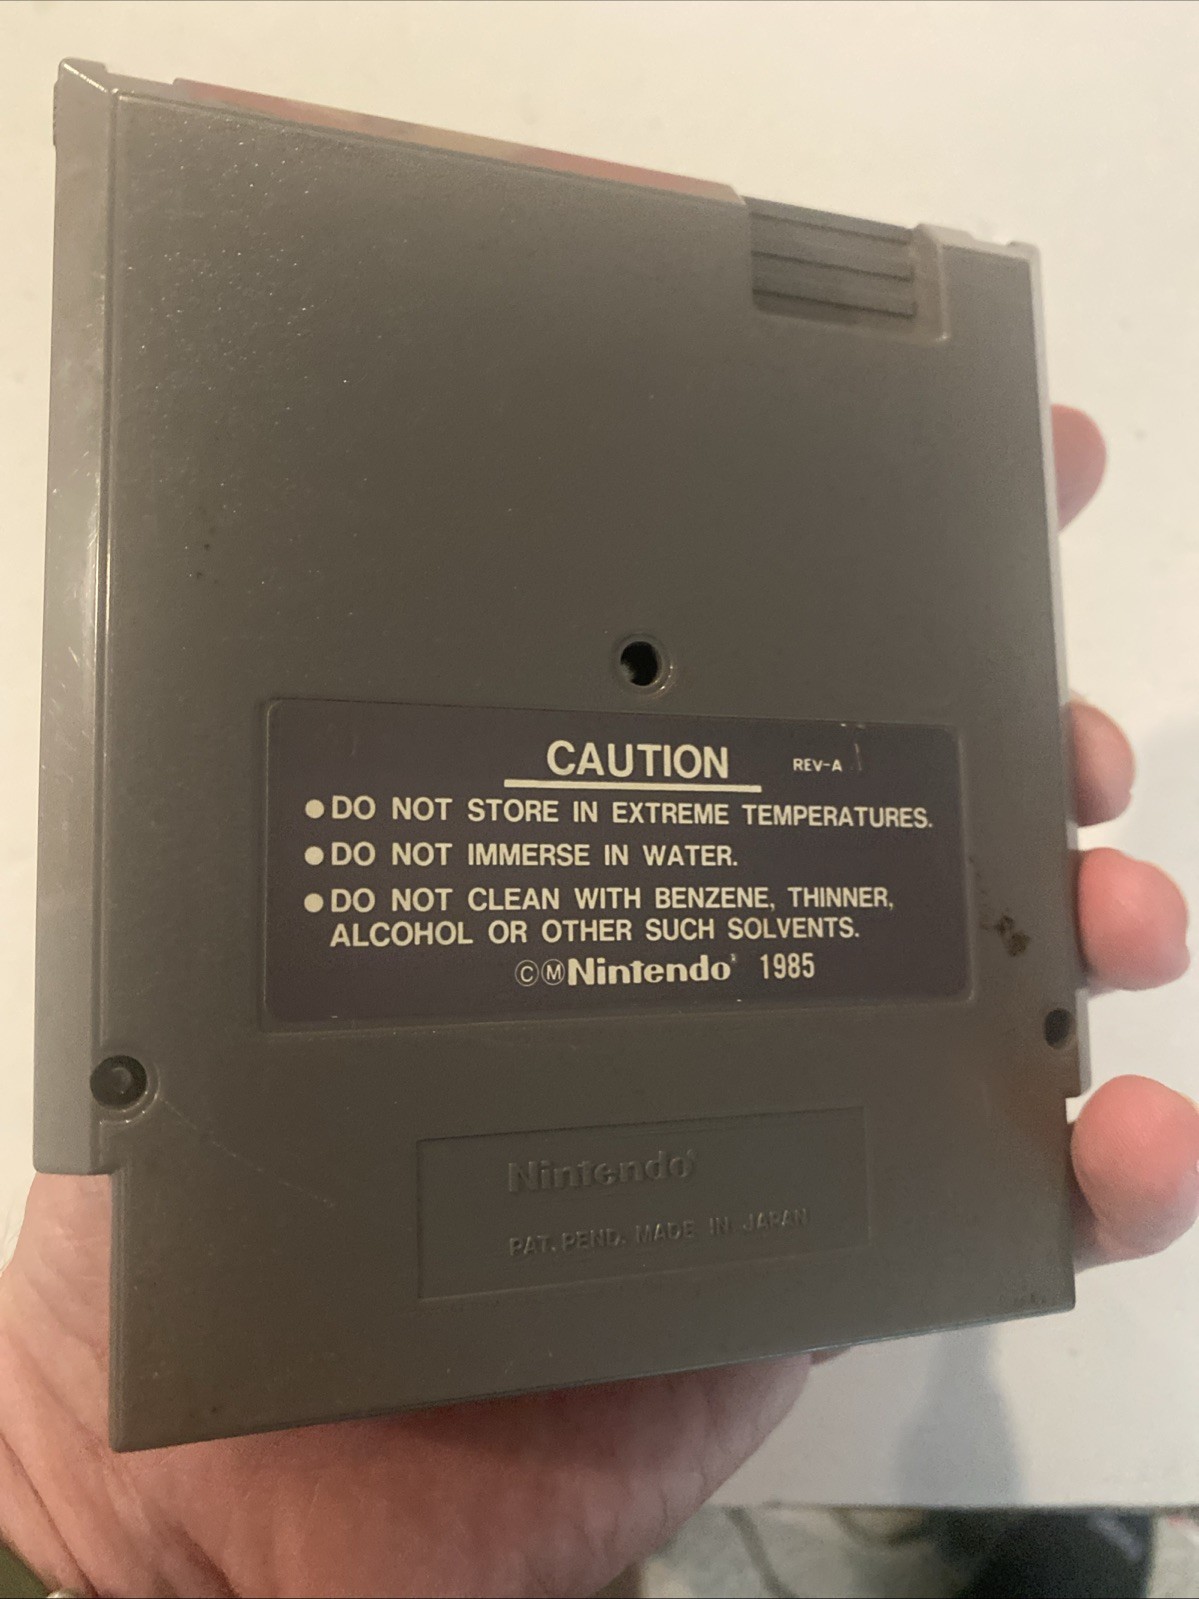 CAUTION REV-A
●DO NOT STORE IN EXTREME TEMPERATURES.
●DO NOT IMMERSE IN WATER.
●DO NOT CLEAN WITH BENZENE, THINNER,
ALCOHOL OR OTHER SUCH SOLVENTS.
ⒸⓂNintendo® 1985
Nintendo®
PAT. PEND. MADE IN JAPAN